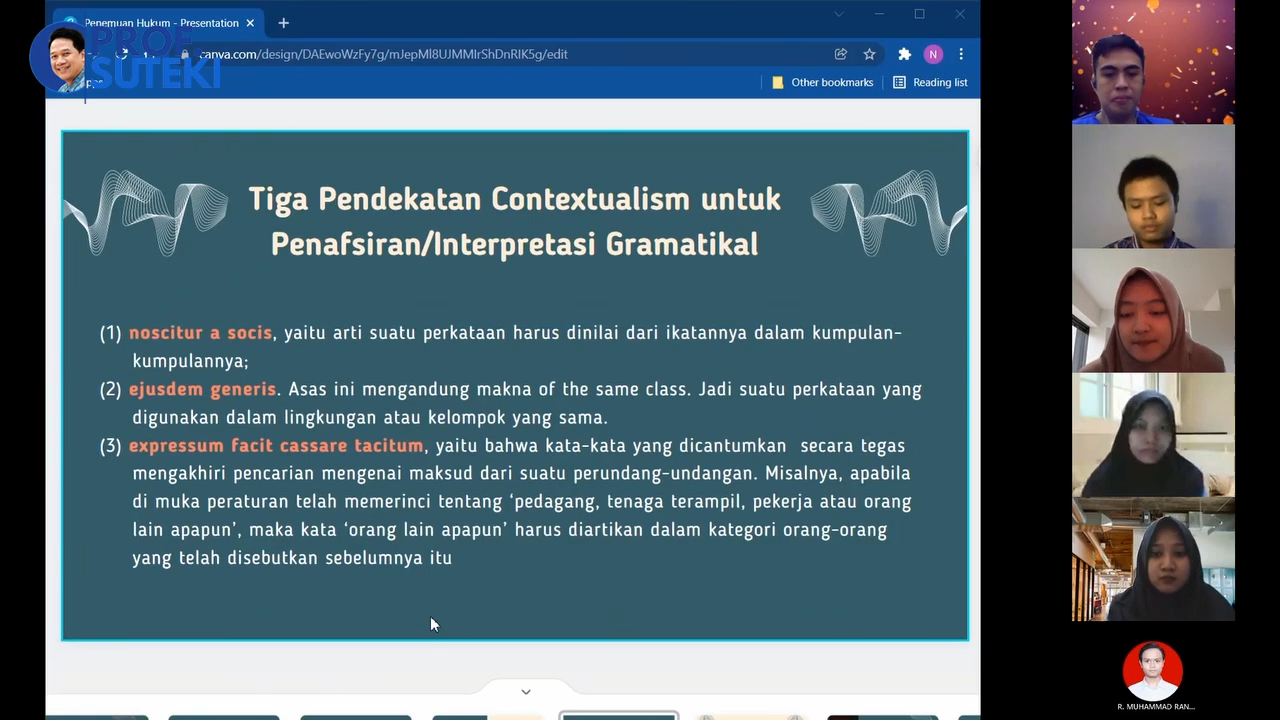 Penemuan Hukum - Presentation
PROF
SUTEKI
canva.com/design/DAEwoWzFy7g/mJepMl8UJMMIrShDnRlK5g/edit
N
Other bookmarks
Reading list
Tiga Pendekatan Contextualism untuk
Penafsiran/Interpretasi Gramatikal
(1) noscitur a socis, yaitu arti suatu perkataan harus dinilai dari ikatannya dalam kumpulan-
kumpulannya;
(2) ejusdem generis. Asas ini mengandung makna of the same class. Jadi suatu perkataan yang
digunakan dalam lingkungan atau kelompok yang sama.
(3) expressum facit cassare tacitum, yaitu bahwa kata-kata yang dicantumkan secara tegas
mengakhiri pencarian mengenai maksud dari suatu perundang-undangan. Misalnya, apabila
di muka peraturan telah memerinci tentang ‘pedagang, tenaga terampil, pekerja atau orang
lain apapun’, maka kata ‘orang lain apapun’ harus diartikan dalam kategori orang-orang
yang telah disebutkan sebelumnya itu
R. MUHAMMAD RAN...